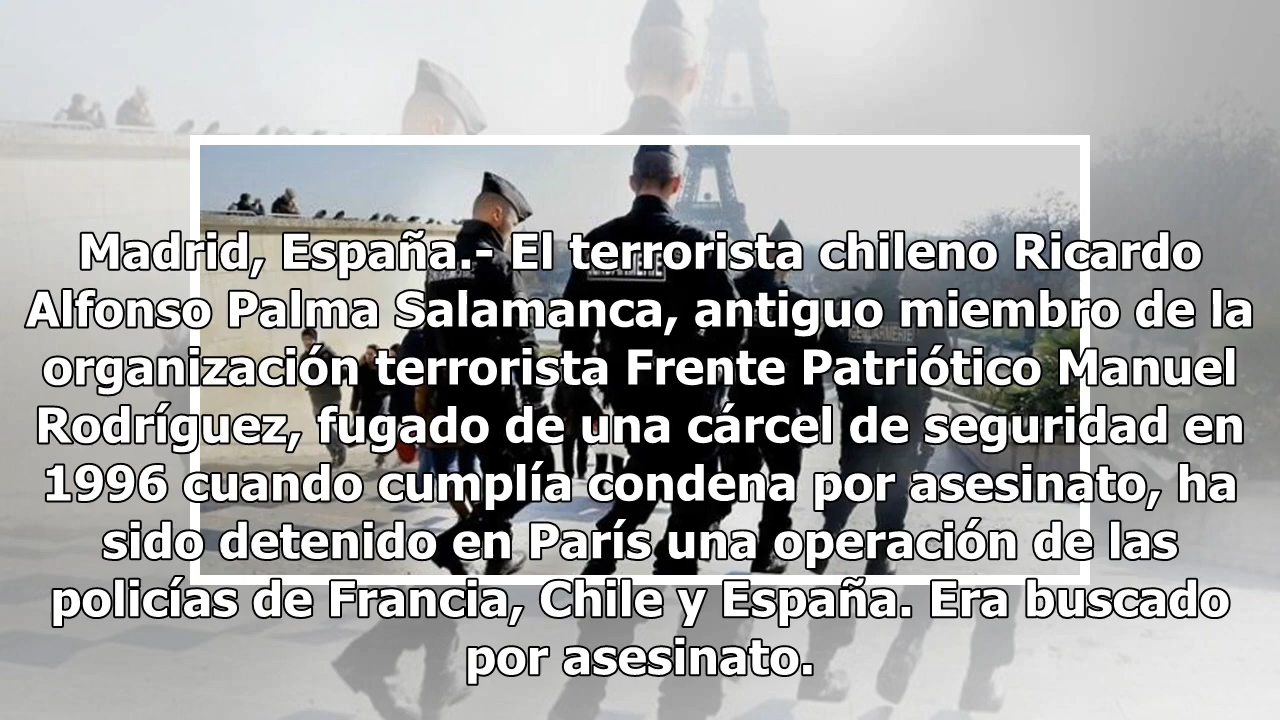 Madrid, España.- El terrorista chileno Ricardo
Alfonso Palma Salamanca, antiguo miembro de la
organización terrorista Frente Patriótico Manuel
Rodríguez, fugado de una cárcel de seguridad en
1996 cuando cumplía condena por asesinato, ha
sido detenido en París una operación de las
policías de Francia, Chile y España. Era buscado
por asesinato.
GENDARMERIE
GENDARMERIE